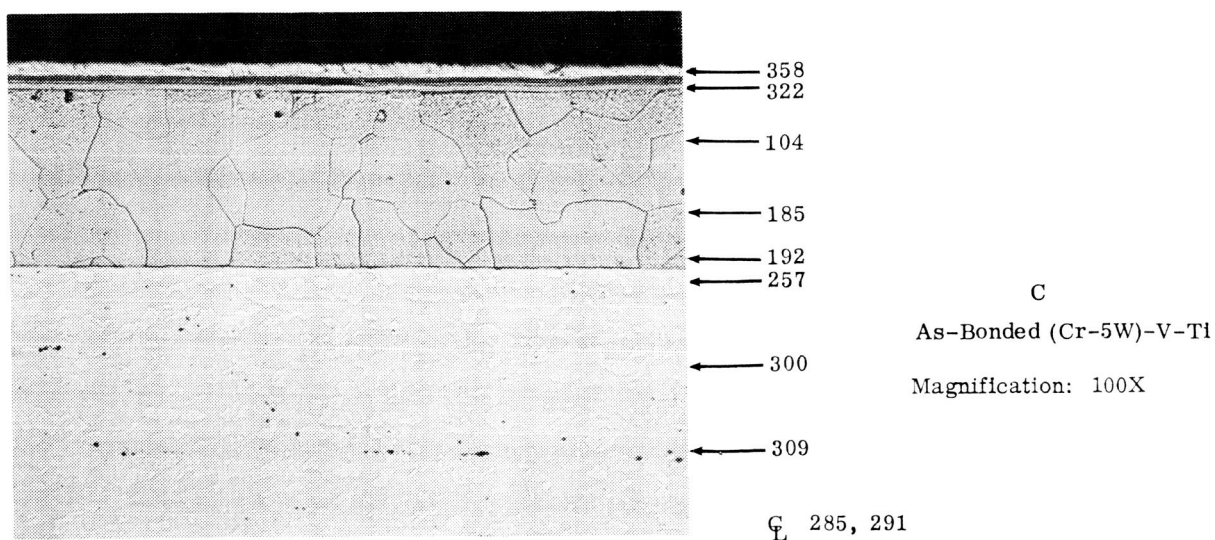 358
322
104
185
192
257
300
309
C
As-Bonded (Cr-5W)-V-Ti
Magnification: 100X
℄ 285, 291